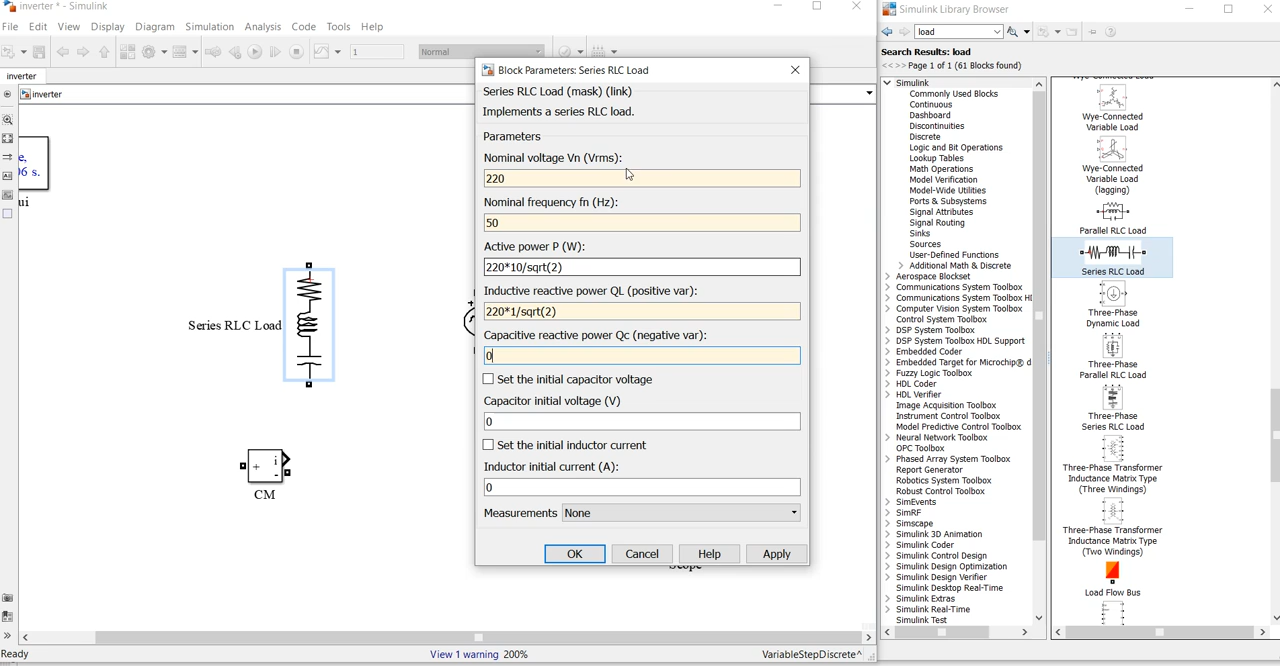 inverter * - Simulink
File Edit View Display Diagram Simulation Analysis Code Tools Help
1 Normal
inverter
inverter
e,
06 s.
ui
Series RLC Load
CM
Scope
Ready
View 1 warning 200%
VariableStepDiscrete^
Block Parameters: Series RLC Load
Series RLC Load (mask) (link)
Implements a series RLC load.
Parameters
Nominal voltage Vn (Vrms):
220
Nominal frequency fn (Hz):
50
Active power P (W):
220*10/sqrt(2)
Inductive reactive power QL (positive var):
220*1/sqrt(2)
Capacitive reactive power Qc (negative var):
0
Set the initial capacitor voltage
Capacitor initial voltage (V)
0
Set the initial inductor current
Inductor initial current (A):
0
Measurements None
OK Cancel Help Apply
Simulink Library Browser
load
Search Results: load
<< >> Page 1 of 1 (61 Blocks found)
Simulink
Commonly Used Blocks
Continuous
Dashboard
Discontinuities
Discrete
Logic and Bit Operations
Lookup Tables
Math Operations
Model Verification
Model-Wide Utilities
Ports & Subsystems
Signal Attributes
Signal Routing
Sinks
Sources
User-Defined Functions
Additional Math & Discrete
Aerospace Blockset
Communications System Toolbox
Communications System Toolbox HI
Computer Vision System Toolbox
Control System Toolbox
DSP System Toolbox
DSP System Toolbox HDL Support
Embedded Coder
Embedded Target for Microchip® d
Fuzzy Logic Toolbox
HDL Coder
HDL Verifier
Image Acquisition Toolbox
Instrument Control Toolbox
Model Predictive Control Toolbox
Neural Network Toolbox
OPC Toolbox
Phased Array System Toolbox
Report Generator
Robotics System Toolbox
Robust Control Toolbox
SimEvents
SimRF
Simscape
Simulink 3D Animation
Simulink Coder
Simulink Control Design
Simulink Design Optimization
Simulink Design Verifier
Simulink Desktop Real-Time
Simulink Extras
Simulink Real-Time
Simulink Test
Wye-Connected
Variable Load
Wye-Connected
Variable Load
(lagging)
Parallel RLC Load
Series RLC Load
Three-Phase
Dynamic Load
Three-Phase
Parallel RLC Load
Three-Phase
Series RLC Load
Three-Phase Transformer
Inductance Matrix Type
(Three Windings)
Three-Phase Transformer
Inductance Matrix Type
(Two Windings)
Load Flow Bus